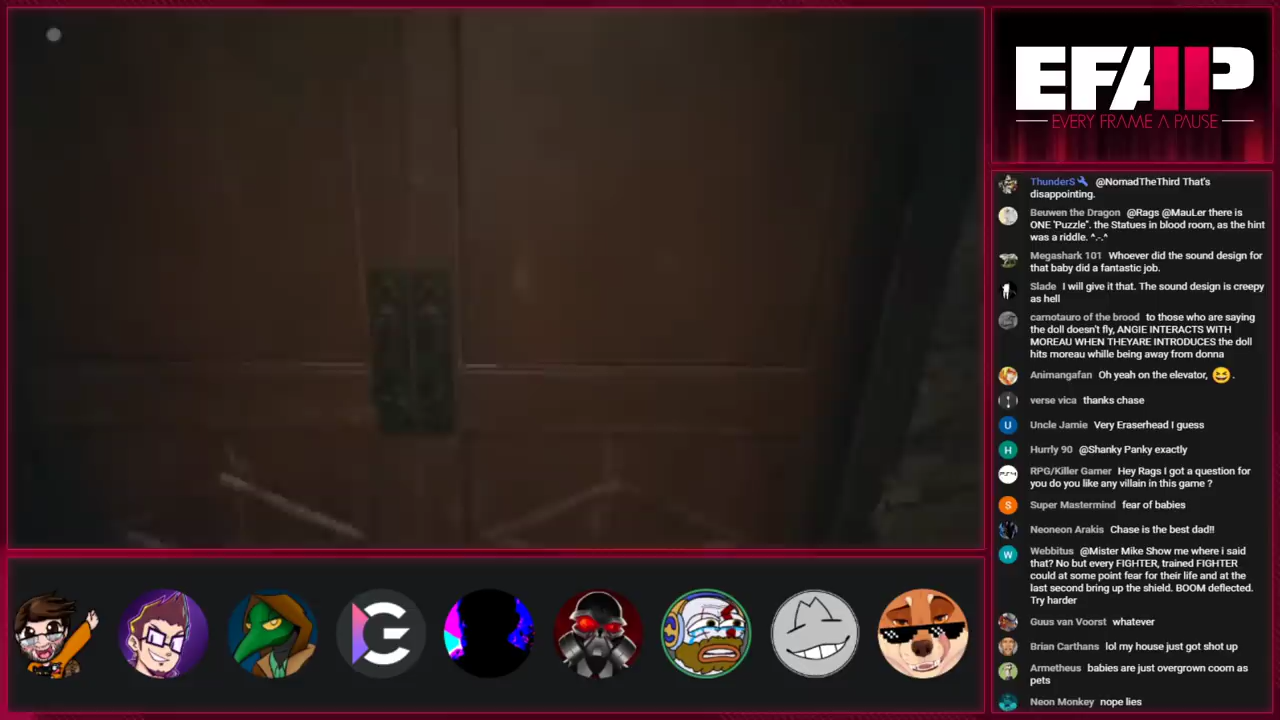 EFAP
EVERY FRAME A PAUSE
ThunderS @NomadTheThird That's
disappointing.
Beuwen the Dragon @Rags @MauLer there is
ONE 'Puzzle". the Statues in blood room, as the hint
was a riddle. ^.-.^
Megashark 101 Whoever did the sound design for
that baby did a fantastic job.
Slade I will give it that. The sound design is creepy
as hell
carnotauro of the brood to those who are saying
the doll doesn't fly, ANGIE INTERACTS WITH
MOREAU WHEN THEYARE INTRODUCES the doll
hits moreau whille being away from donna
Animangafan Oh yeah on the elevator, 😆 .
verse vica thanks chase
U Uncle Jamie Very Eraserhead I guess
H Hurrly 90 @Shanky Panky exactly
RPG/Killer Gamer Hey Rags I got a question for
you do you like any villain in this game ?
S Super Mastermind fear of babies
Neoneon Arakis Chase is the best dad!!
W Webbitus @Mister Mike Show me where i said
that? No but every FIGHTER, trained FIGHTER
could at some point fear for their life and at the
last second bring up the shield. BOOM deflected.
Try harder
Guus van Voorst whatever
Brian Carthans lol my house just got shot up
Armetheus babies are just overgrown coom as
pets
Neon Monkey nope lies